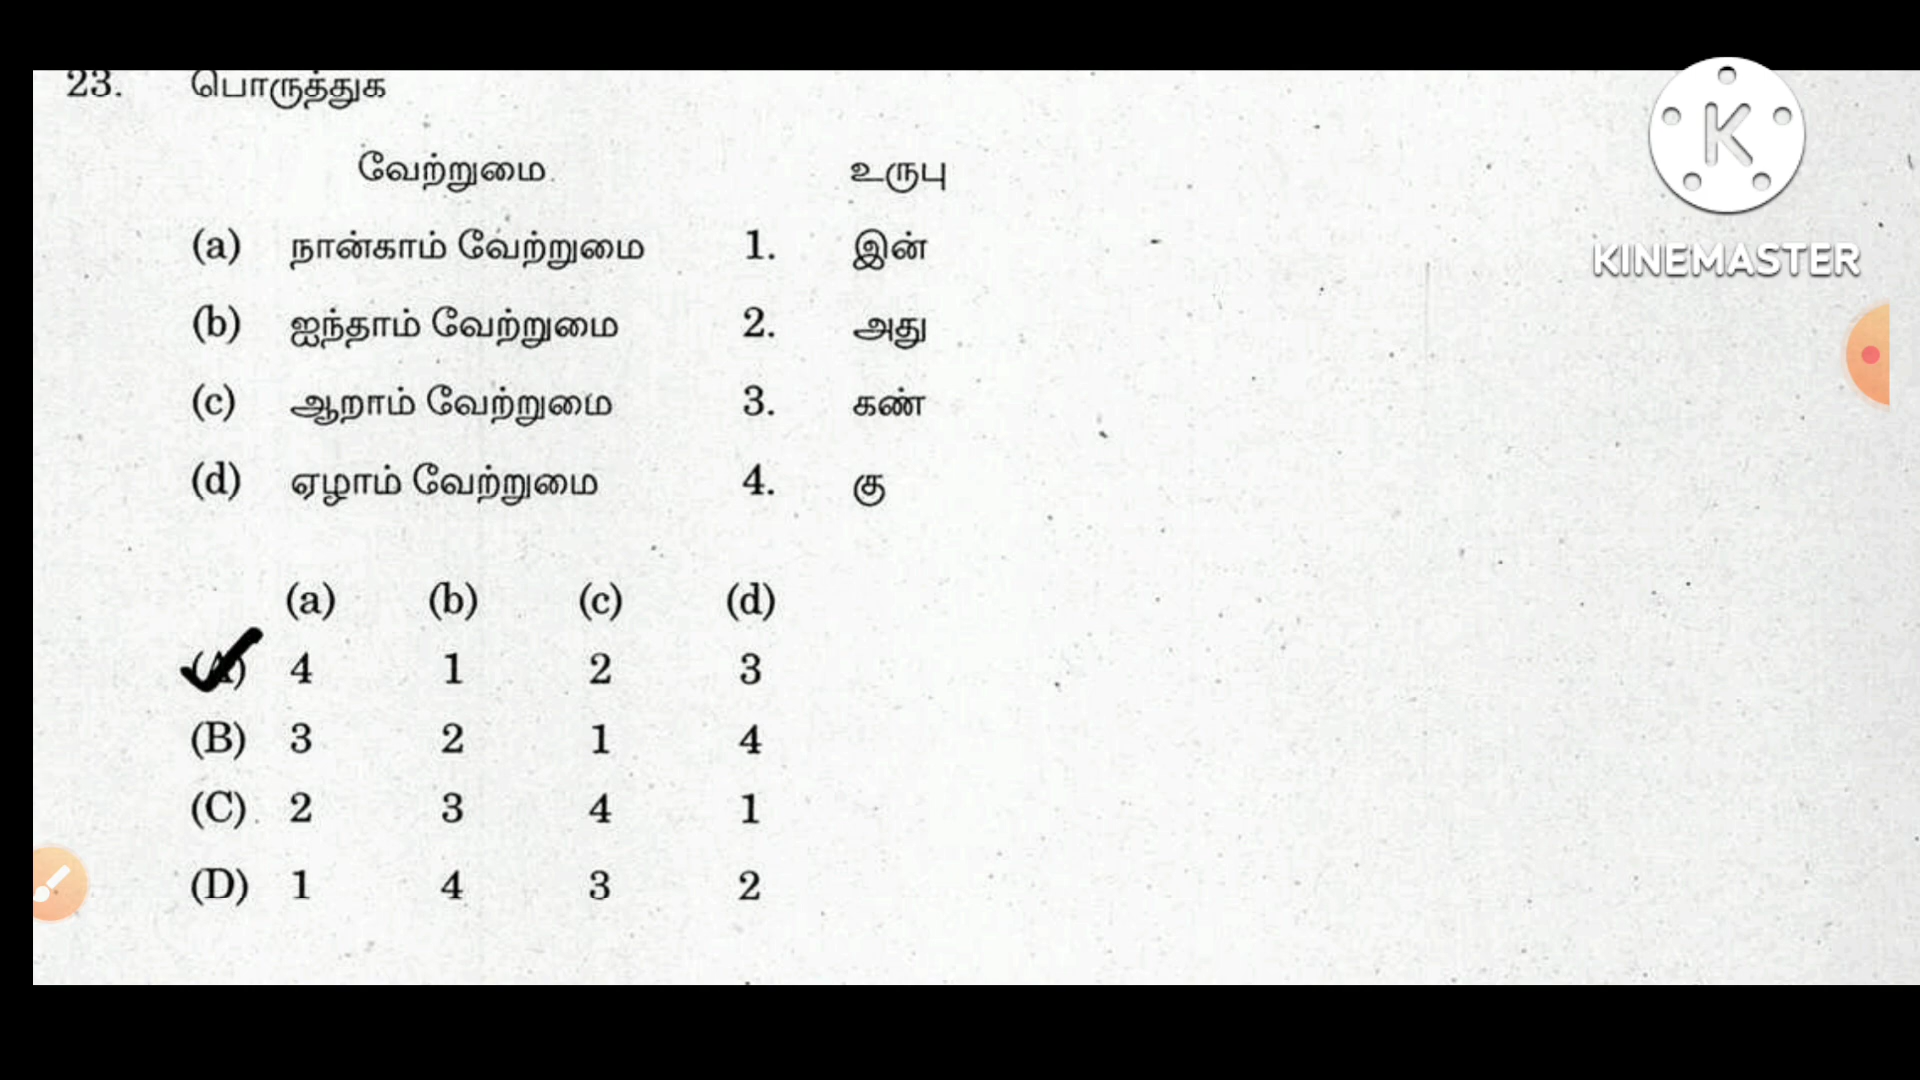 23. பொருத்துக
வேற்றுமை உருபு
(a) நான்காம் வேற்றுமை 1. இன்
(b) ஐந்தாம் வேற்றுமை 2. அது
(c) ஆறாம் வேற்றுமை 3. கண்
(d) ஏழாம் வேற்றுமை 4. கு
(a) (b) (c) (d)
(A) 4 1 2 3
(B) 3 2 1 4
(C) 2 3 4 1
(D) 1 4 3 2
K
KINEMASTER